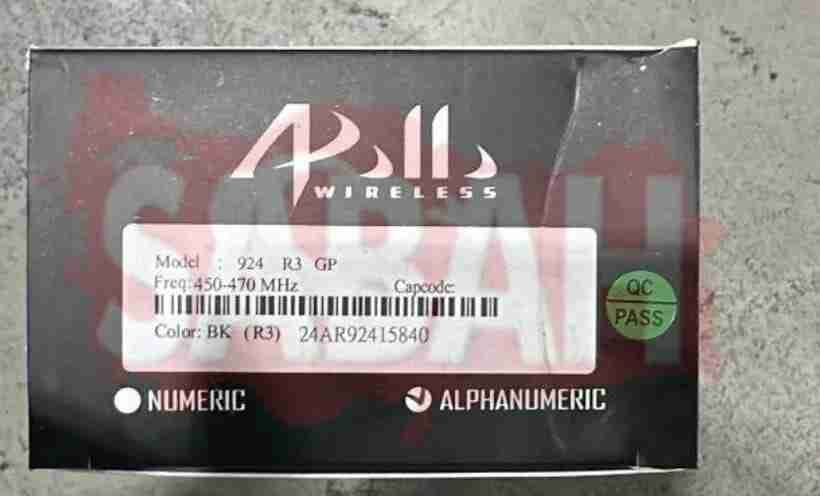 Apollo
WIRELESS
SABAH
Model : 924 R3 GP
Freq:450-470 MHz Capcode:
Color: BK (R3) 24AR92415840
QC
PASS
NUMERIC ALPHANUMERIC